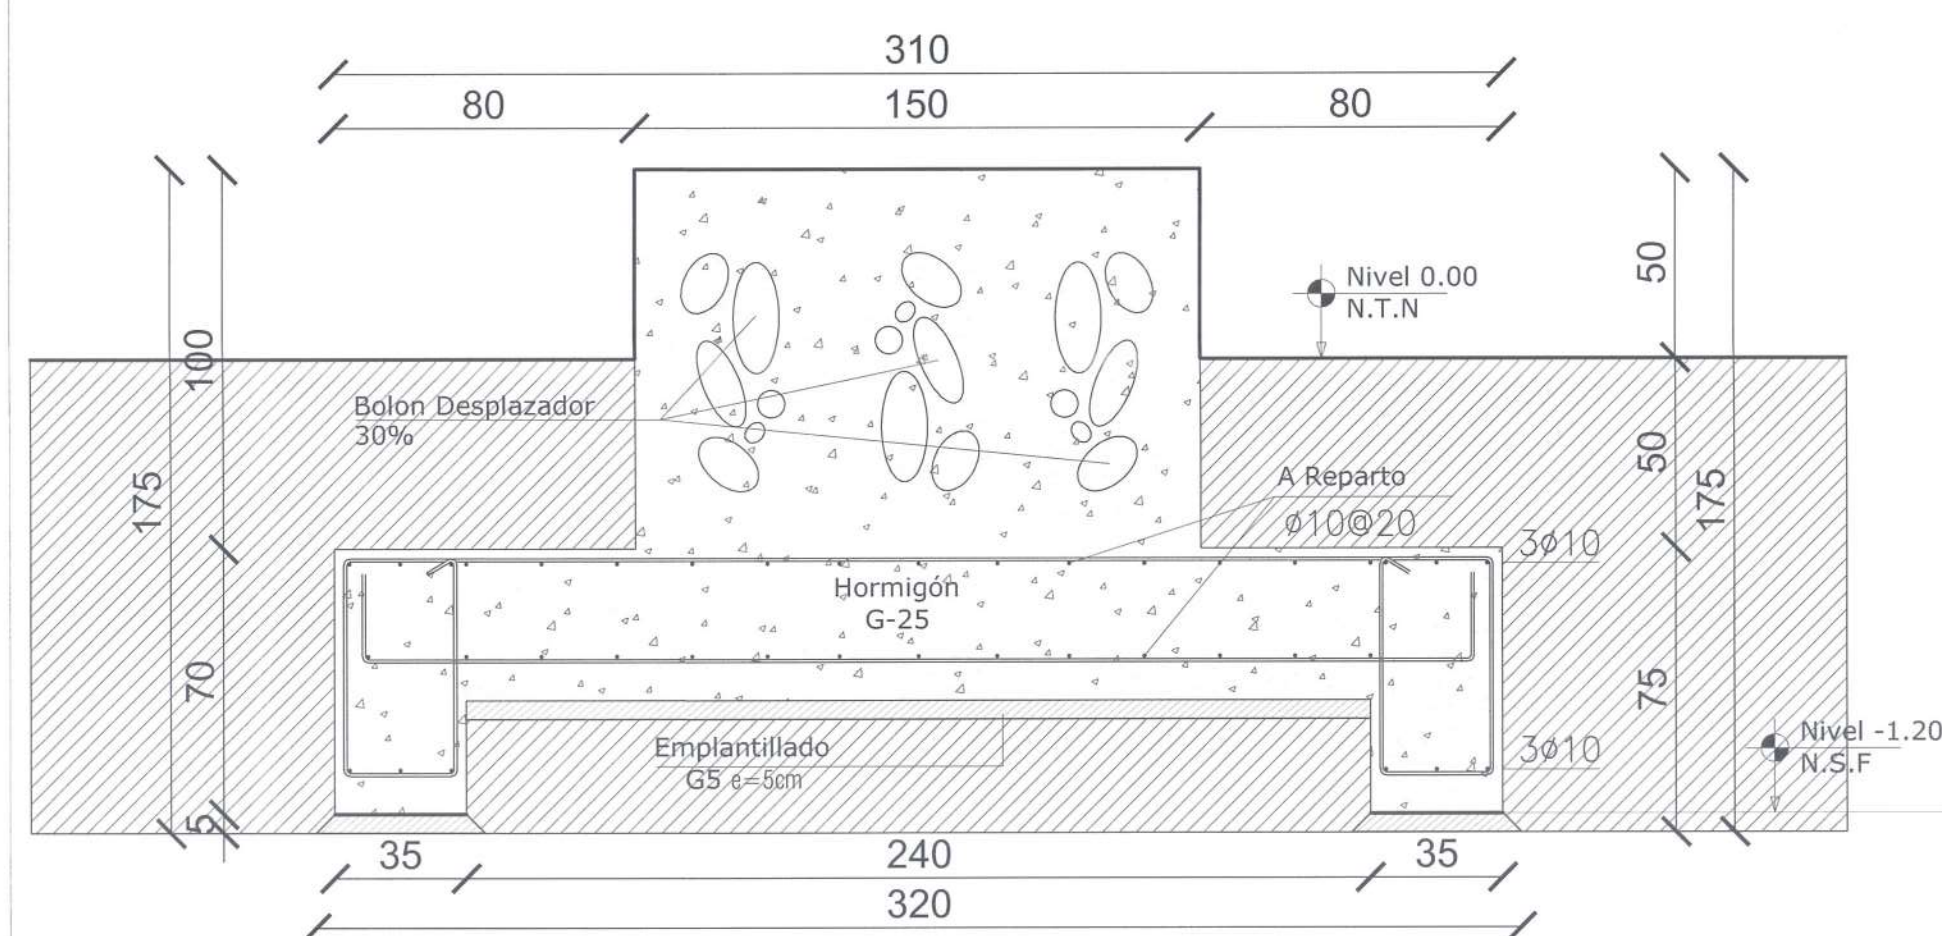 310
80
150
80
50
Nivel 0.00
N.T.N
100
Bolon Desplazador
30%
175
50
175
A Reparto
ø10@20
3ø10
Hormigón
G-25
70
75
Emplantillado
G5 e=5cm
3ø10
Nivel -1.20
N.S.F
5
35
240
35
320